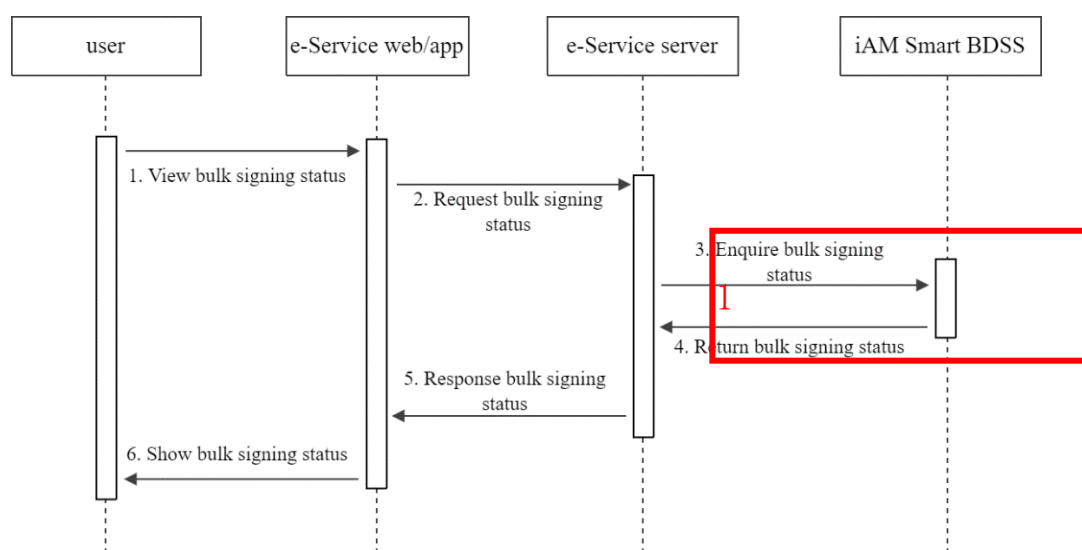 user
e-Service web/app
e-Service server
iAM Smart BDSS
1. View bulk signing status
2. Request bulk signing
status
3. Enquire bulk signing
status
1
4. Return bulk signing status
5. Response bulk signing
status
6. Show bulk signing status